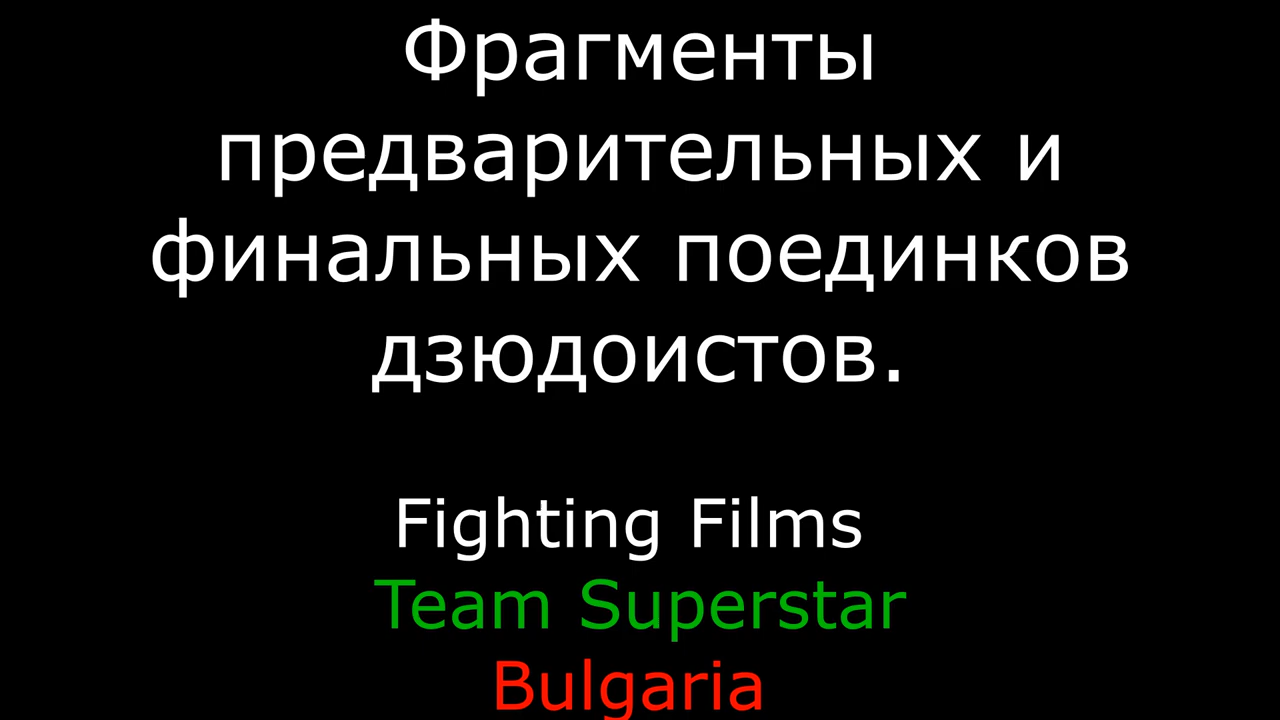 Фрагменты
предварительных и
финальных поединков
дзюдоистов.
Fighting Films
Team Superstar
Bulgaria